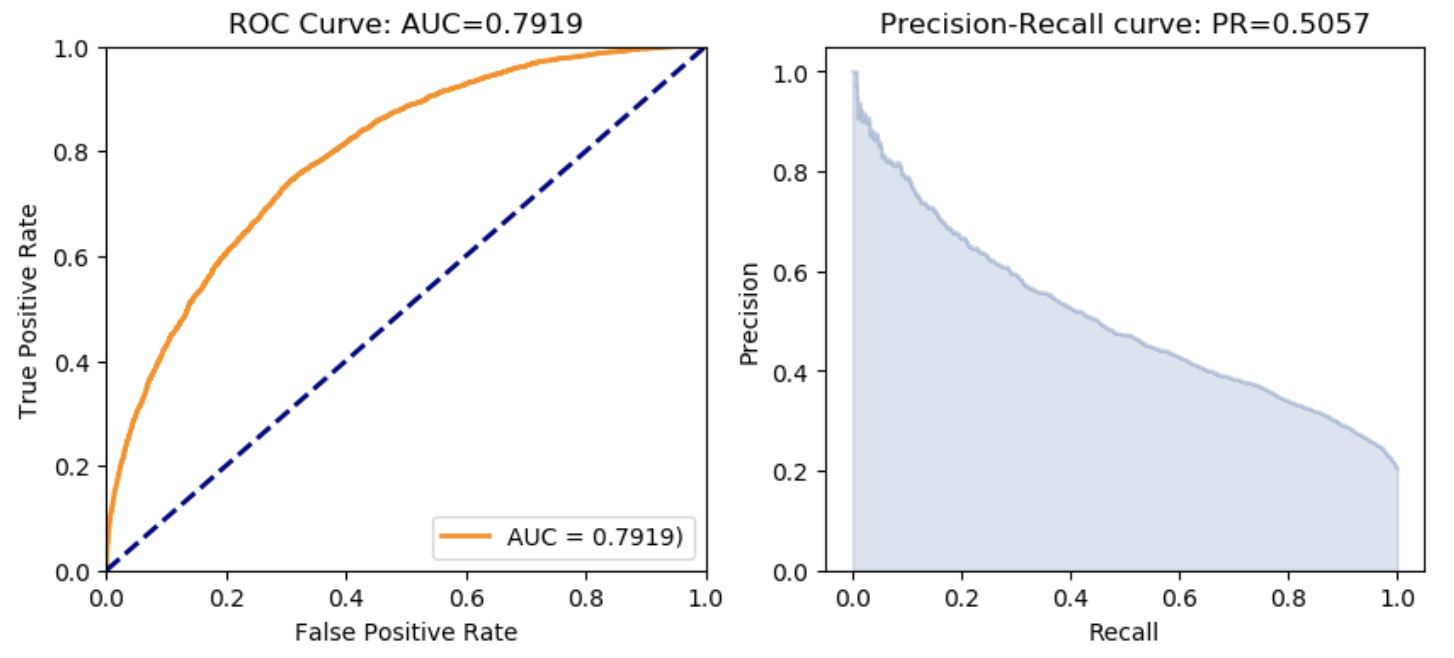 ROC Curve: AUC=0.7919
1.0
0.8
0.6
0.4
0.2
0.0
True Positive Rate
0.0 0.2 0.4 0.6 0.8 1.0
False Positive Rate
AUC = 0.7919)
Precision-Recall curve: PR=0.5057
1.0
0.8
0.6
0.4
0.2
0.0
Precision
0.0 0.2 0.4 0.6 0.8 1.0
Recall